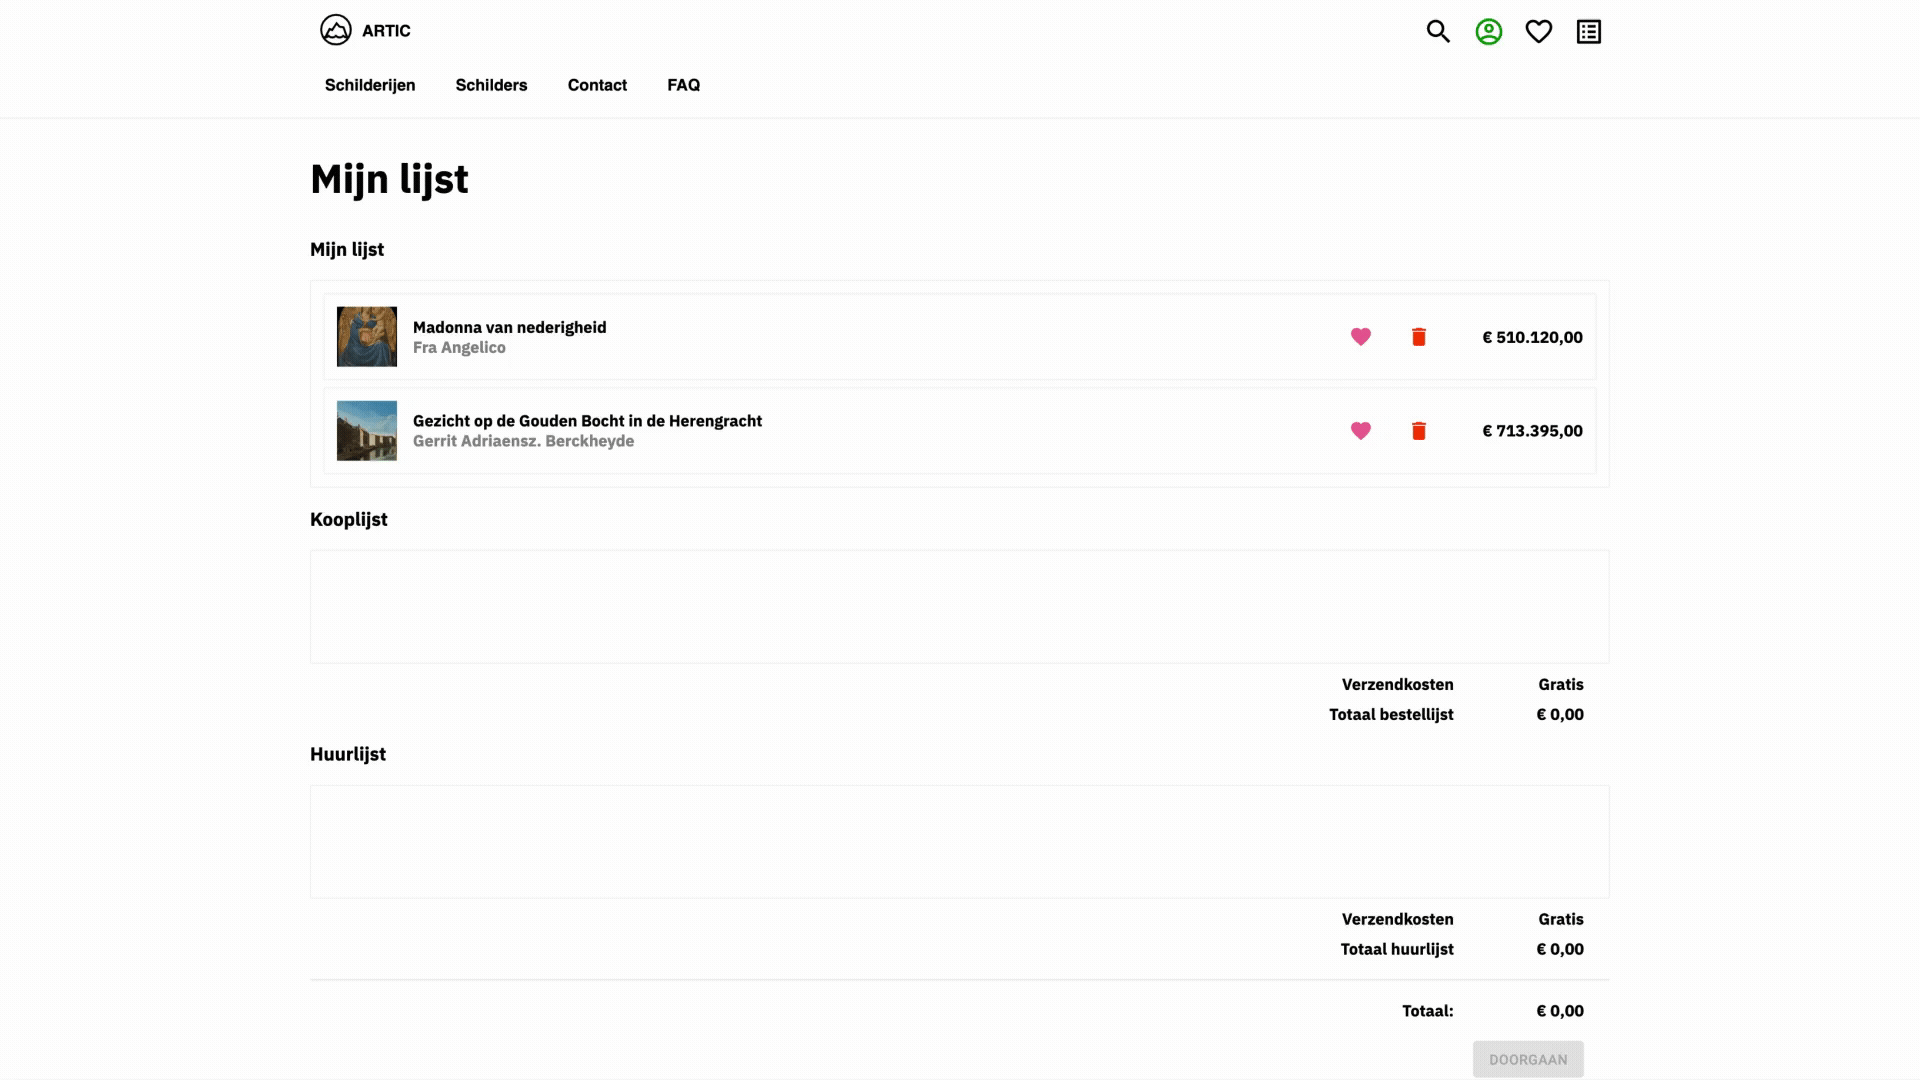 ARTIC
Schilderijen Schilders Contact FAQ
Mijn lijst
Mijn lijst
Madonna van nederigheid
Fra Angelico
€ 510.120,00
Gezicht op de Gouden Bocht in de Herengracht
Gerrit Adriaensz. Berckheyde
€ 713.395,00
Kooplijst
Verzendkosten Gratis
Totaal bestellijst € 0,00
Huurlijst
Verzendkosten Gratis
Totaal huurlijst € 0,00
Totaal: € 0,00
DOORGAAN